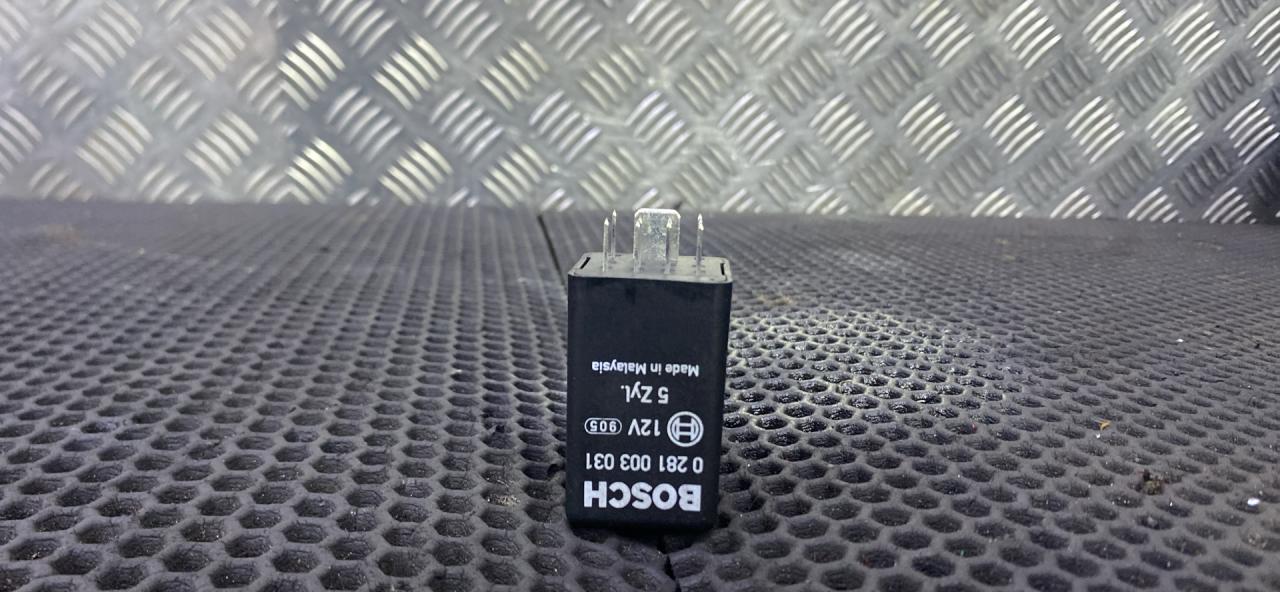 BOSCH
0 281 003 031
12V 905
5 Zyl.
Made in Malaysia